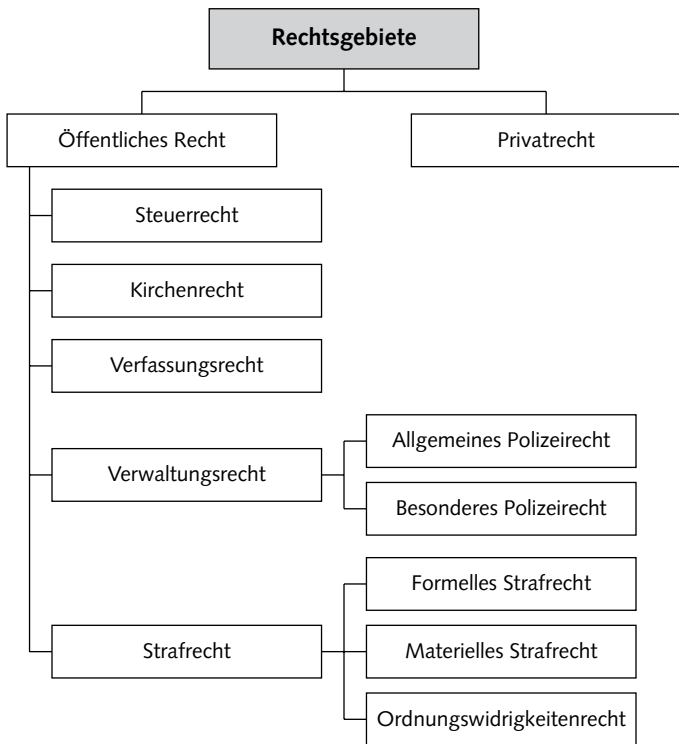 Rechtsgebiete
Öffentliches Recht
Privatrecht
Steuerrecht
Kirchenrecht
Verfassungsrecht
Verwaltungsrecht
Allgemeines Polizeirecht
Besonderes Polizeirecht
Strafrecht
Formelles Strafrecht
Materielles Strafrecht
Ordnungswidrigkeitenrecht